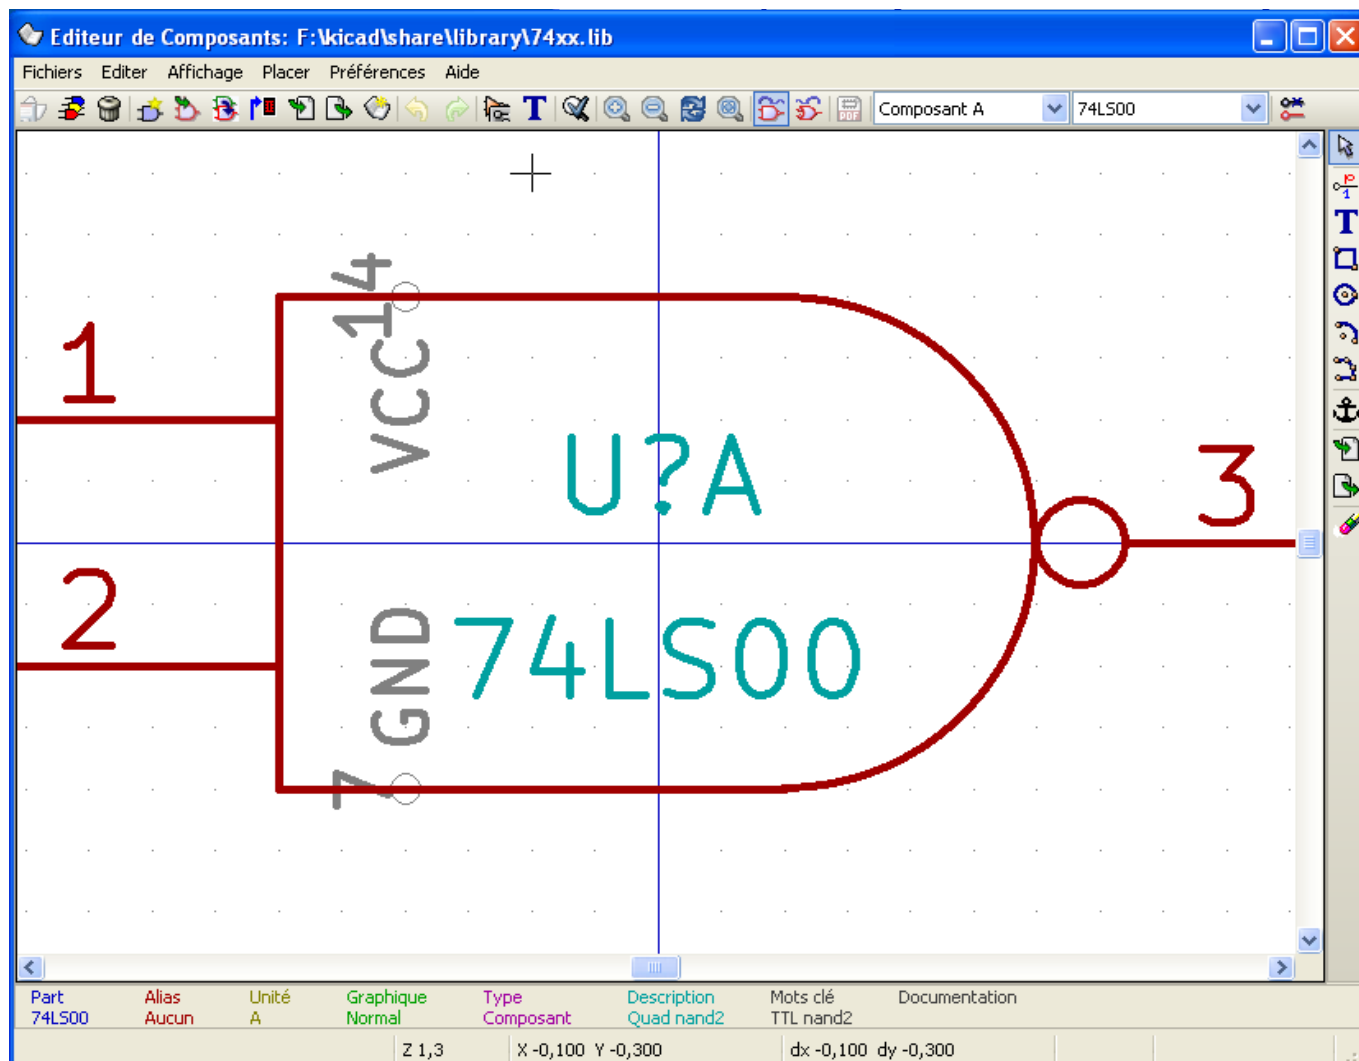 Editeur de Composants: F:\kicad\share\library\74xx.lib
Fichiers Editer Affichage Placer Préférences Aide
T PDF Composant A 74LS00
1
2
3
14
VCC
U?A
74LS00
GND
7
T
Part Alias Unité Graphique Type Description Mots clé Documentation
74LS00 Aucun A Normal Composant Quad nand2 TTL nand2
Z 1,3 X -0,100 Y -0,300 dx -0,100 dy -0,300